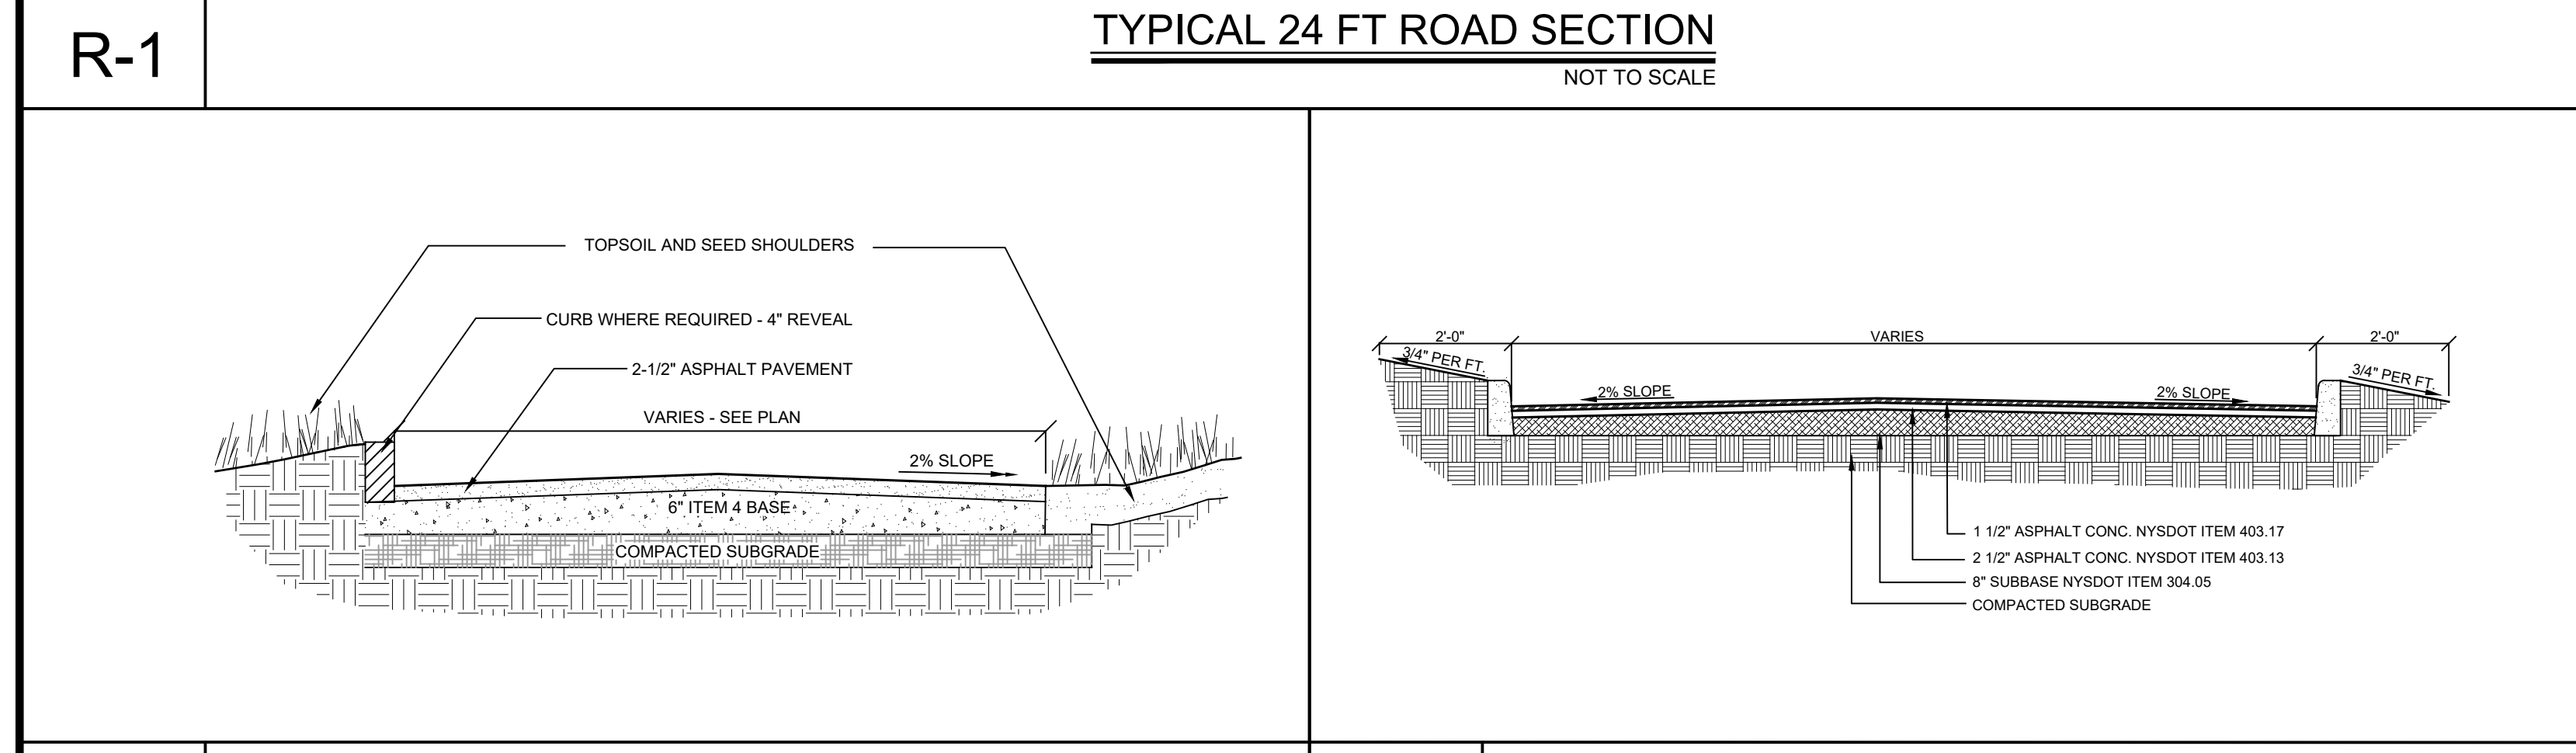 R-1
TYPICAL 24 FT ROAD SECTION
NOT TO SCALE
TOPSOIL AND SEED SHOULDERS
CURB WHERE REQUIRED - 4" REVEAL
2-1/2" ASPHALT PAVEMENT
VARIES - SEE PLAN
2% SLOPE
6" ITEM 4 BASE
COMPACTED SUBGRADE
2'-0"
VARIES
2'-0"
3/4" PER FT.
3/4" PER FT.
2% SLOPE
2% SLOPE
1 1/2" ASPHALT CONC. NYSDOT ITEM 403.17
2 1/2" ASPHALT CONC. NYSDOT ITEM 403.13
8" SUBBASE NYSDOT ITEM 304.05
COMPACTED SUBGRADE